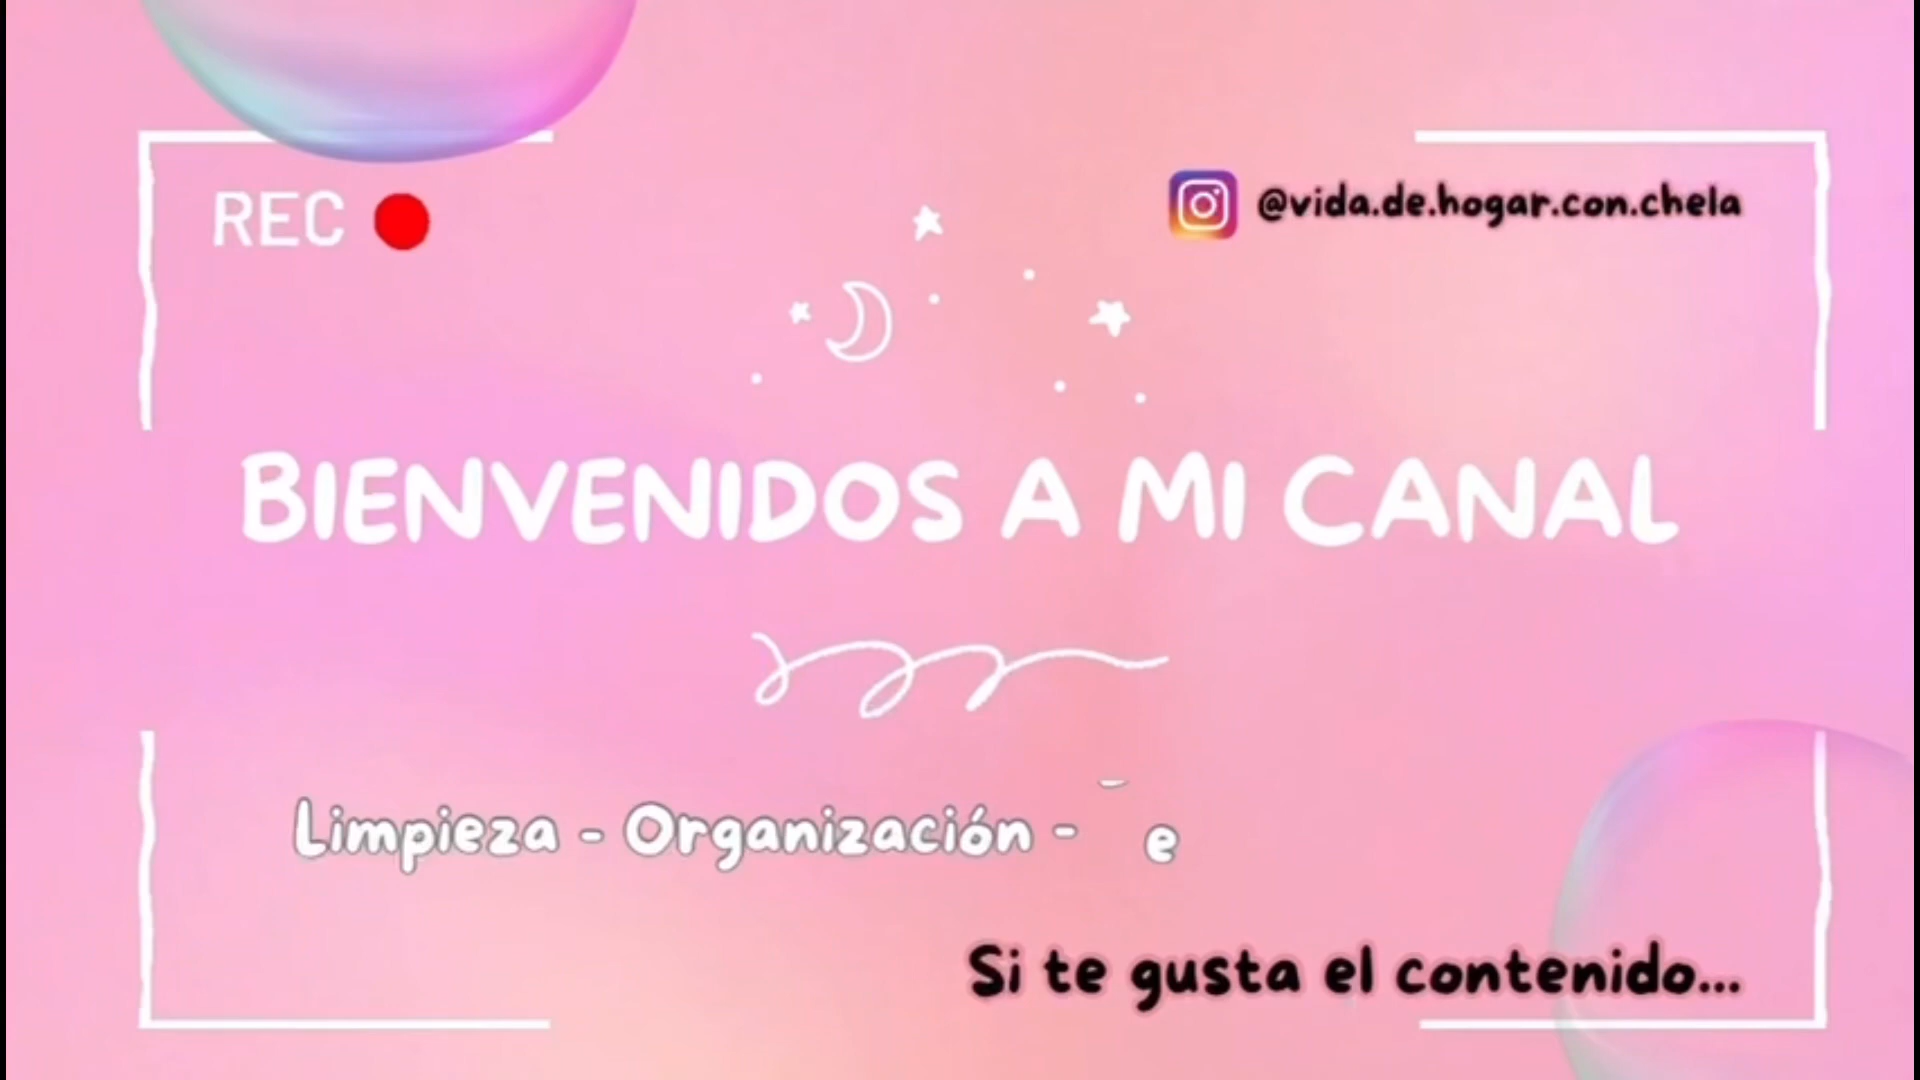 REC
@vida.de.hogar.con.chela
BIENVENIDOS A MI CANAL
Limpieza - Organización -
Si te gusta el contenido...